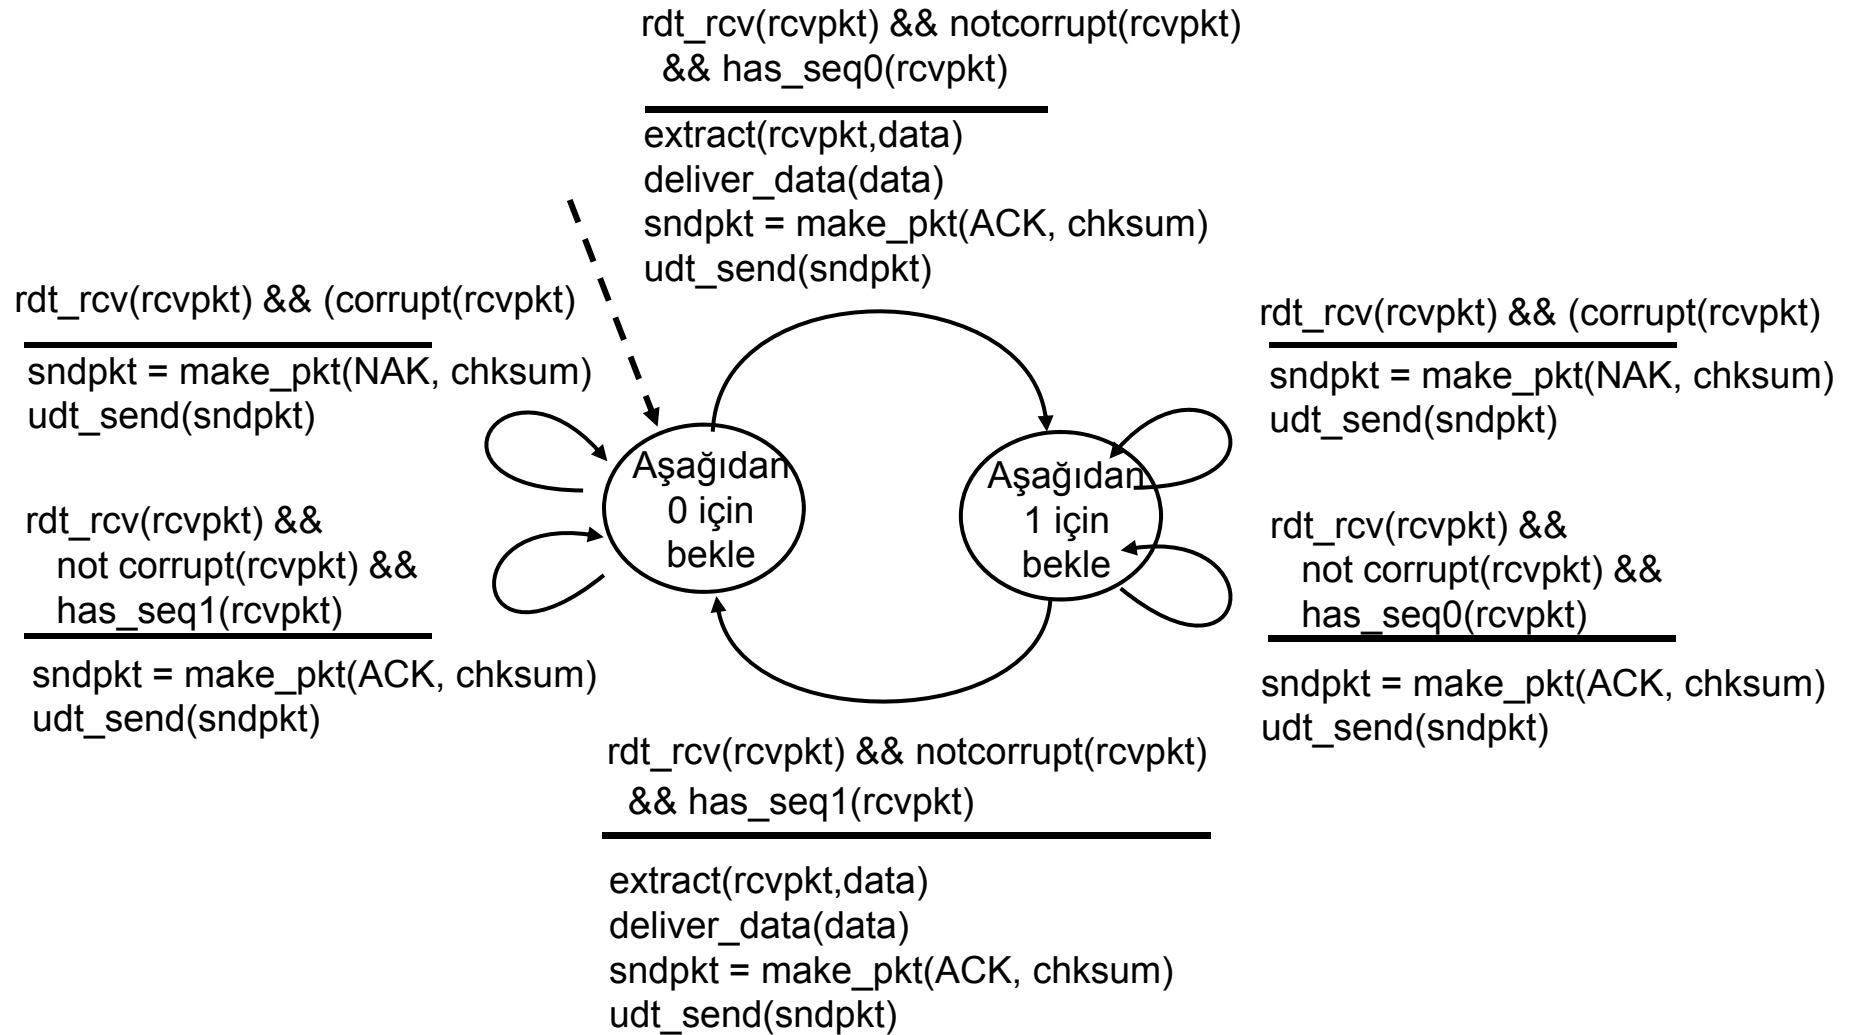 rdt_rcv(rcvpkt) && notcorrupt(rcvpkt)
&& has_seq0(rcvpkt)
extract(rcvpkt,data)
deliver_data(data)
sndpkt = make_pkt(ACK, chksum)
udt_send(sndpkt)
rdt_rcv(rcvpkt) && (corrupt(rcvpkt)
sndpkt = make_pkt(NAK, chksum)
udt_send(sndpkt)
rdt_rcv(rcvpkt) &&
not corrupt(rcvpkt) &&
has_seq1(rcvpkt)
sndpkt = make_pkt(ACK, chksum)
udt_send(sndpkt)
Aşağıdan
0 için
bekle
Aşağıdan
1 için
bekle
rdt_rcv(rcvpkt) && (corrupt(rcvpkt)
sndpkt = make_pkt(NAK, chksum)
udt_send(sndpkt)
rdt_rcv(rcvpkt) &&
not corrupt(rcvpkt) &&
has_seq0(rcvpkt)
sndpkt = make_pkt(ACK, chksum)
udt_send(sndpkt)
rdt_rcv(rcvpkt) && notcorrupt(rcvpkt)
&& has_seq1(rcvpkt)
extract(rcvpkt,data)
deliver_data(data)
sndpkt = make_pkt(ACK, chksum)
udt_send(sndpkt)